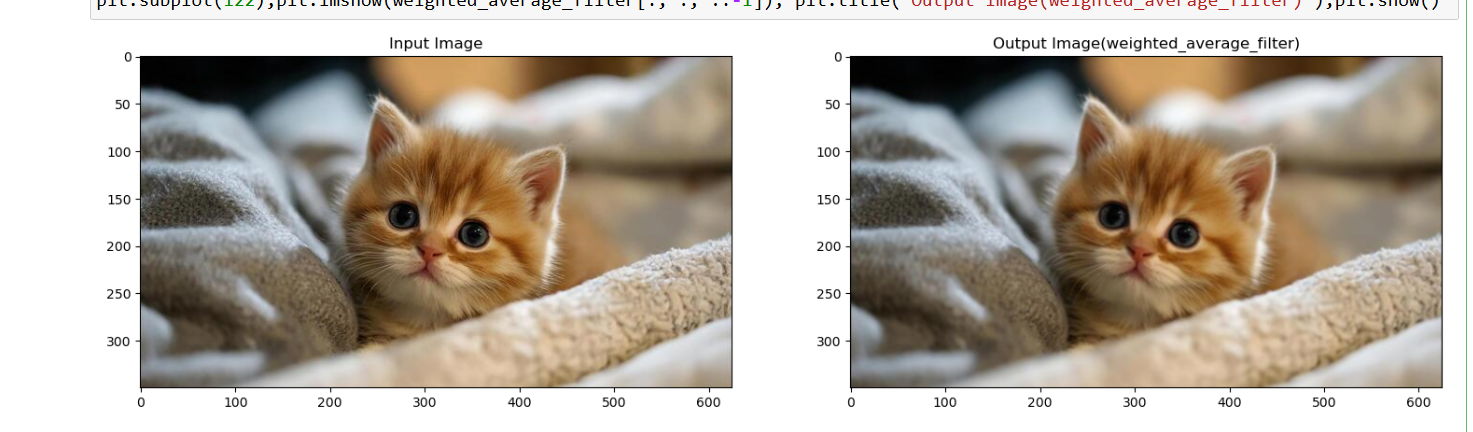 plt.subplot(122);plt.imshow(weighted_average_filter[:, :, ::-1]); plt.title('Output Image(weighted_average_filter)');plt.show()
Input Image
Output Image(weighted_average_filter)
0
50
100
150
200
250
300
0 100 200 300 400 500 600
0
50
100
150
200
250
300
0 100 200 300 400 500 600